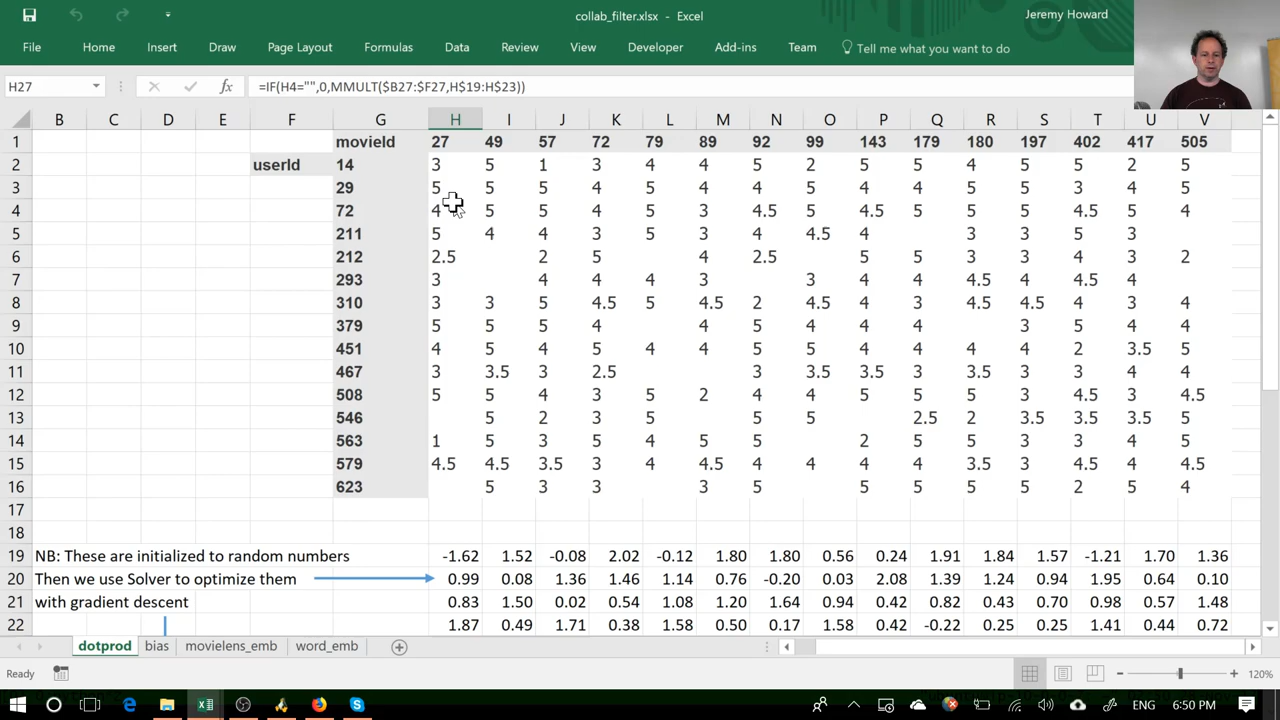 collab_filter.xlsx - Excel
Jeremy Howard
File Home Insert Draw Page Layout Formulas Data Review View Developer Add-ins Team Tell me what you want to do
H27 fx =IF(H4="",0,MMULT($B27:$F27,H$19:H$23))
B C D E F G H I J K L M N O P Q R S T U V
1 movieId 27 49 57 72 79 89 92 99 143 179 180 197 402 417 505
2 userId 14 3 5 1 3 4 4 5 2 5 5 4 5 5 2 5
3 29 5 5 5 4 5 4 4 5 4 4 5 5 3 4 5
4 72 4 5 5 4 5 3 4.5 5 4.5 5 5 5 4.5 5 4
5 211 5 4 4 3 5 3 4 4.5 4 3 3 5 3
6 212 2.5 2 5 4 2.5 5 5 3 3 4 3 2
7 293 3 4 4 4 3 3 4 4 4.5 4 4.5 4
8 310 3 3 5 4.5 5 4.5 2 4.5 4 3 4.5 4.5 4 3 4
9 379 5 5 5 4 4 5 4 4 4 3 5 4 4
10 451 4 5 4 5 4 4 5 5 4 4 4 4 2 3.5 5
11 467 3 3.5 3 2.5 3 3.5 3.5 3 3.5 3 3 4 4
12 508 5 5 4 3 5 2 4 4 5 5 5 3 4.5 3 4.5
13 546 5 2 3 5 5 5 2.5 2 3.5 3.5 3.5 5
14 563 1 5 3 5 4 5 5 2 5 5 3 3 4 5
15 579 4.5 4.5 3.5 3 4 4.5 4 4 4 4 3.5 3 4.5 4 4.5
16 623 5 3 3 3 5 5 5 5 5 2 5 4
17
18
19 NB: These are initialized to random numbers -1.62 1.52 -0.08 2.02 -0.12 1.80 1.80 0.56 0.24 1.91 1.84 1.57 -1.21 1.70 1.36
20 Then we use Solver to optimize them 0.99 0.08 1.36 1.46 1.14 0.76 -0.20 0.03 2.08 1.39 1.24 0.94 1.95 0.64 0.10
21 with gradient descent 0.83 1.50 0.02 0.54 1.08 1.20 1.64 0.94 0.42 0.82 0.43 0.70 0.98 0.57 1.48
22 1.87 0.49 1.71 0.38 1.58 0.50 0.17 1.58 0.42 -0.22 0.25 0.25 1.41 0.44 0.72
dotprod bias movielens_emb word_emb
Ready 120%
ENG 6:50 PM